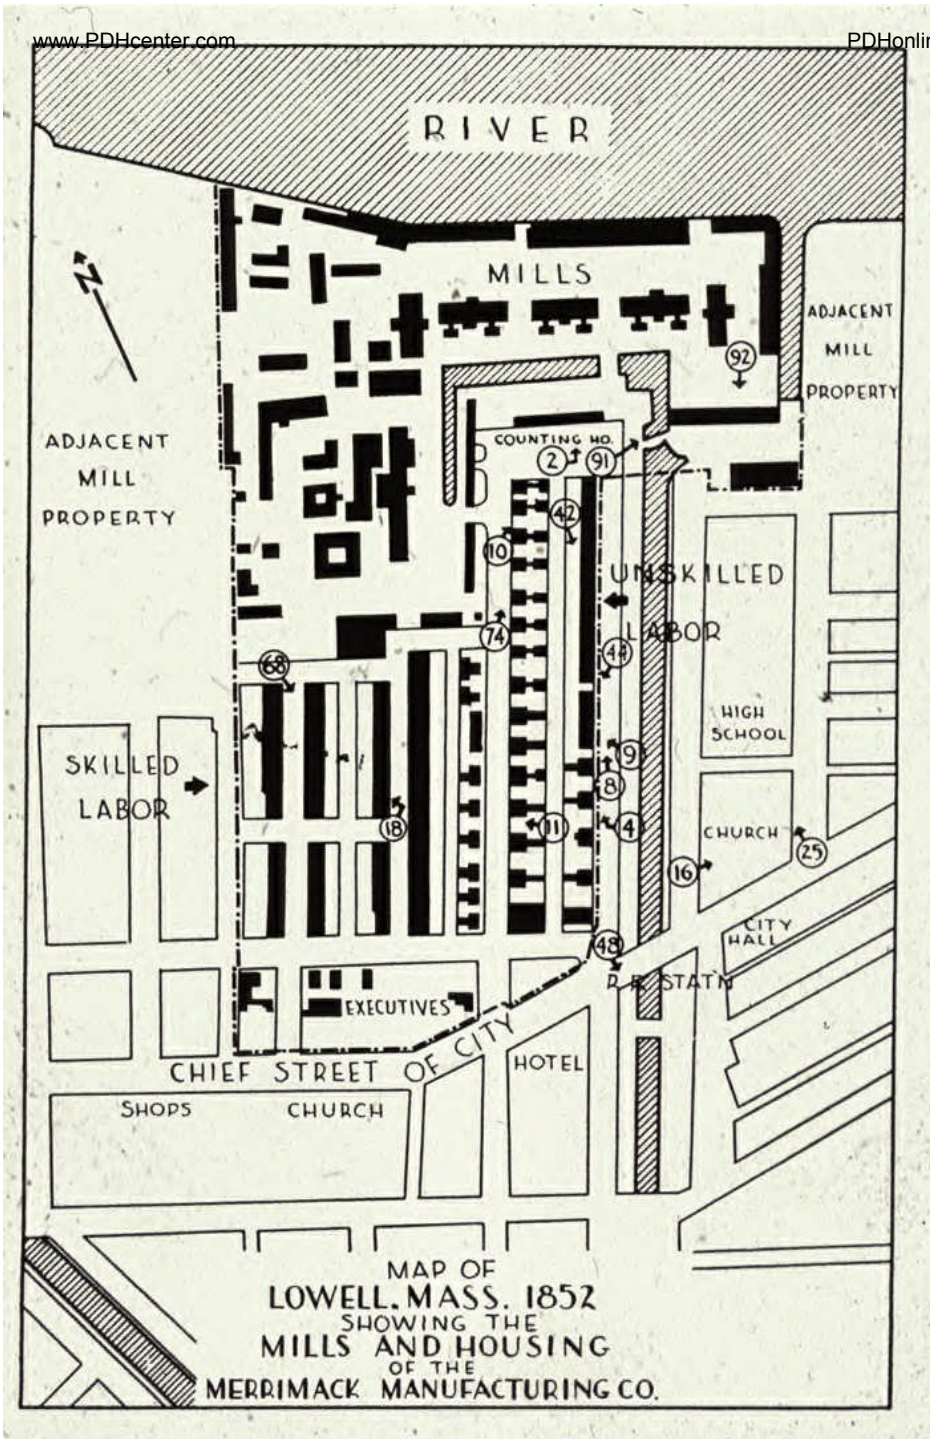 www.PDHcenter.com
PDHonlin
RIVER
N
MILLS
ADJACENT
MILL
PROPERTY
92
ADJACENT
MILL
PROPERTY
COUNTING HO.
2
91
42
10
UNSKILLED
LABOR
74
44
68
HIGH
SCHOOL
9
8
SKILLED
LABOR
18
11
4
CHURCH
25
16
CITY
HALL
48
R.R. STAT'N
EXECUTIVES
CHIEF STREET OF CITY
HOTEL
SHOPS
CHURCH
MAP OF
LOWELL. MASS. 1852
SHOWING THE
MILLS AND HOUSING
OF THE
MERRIMACK MANUFACTURING CO.